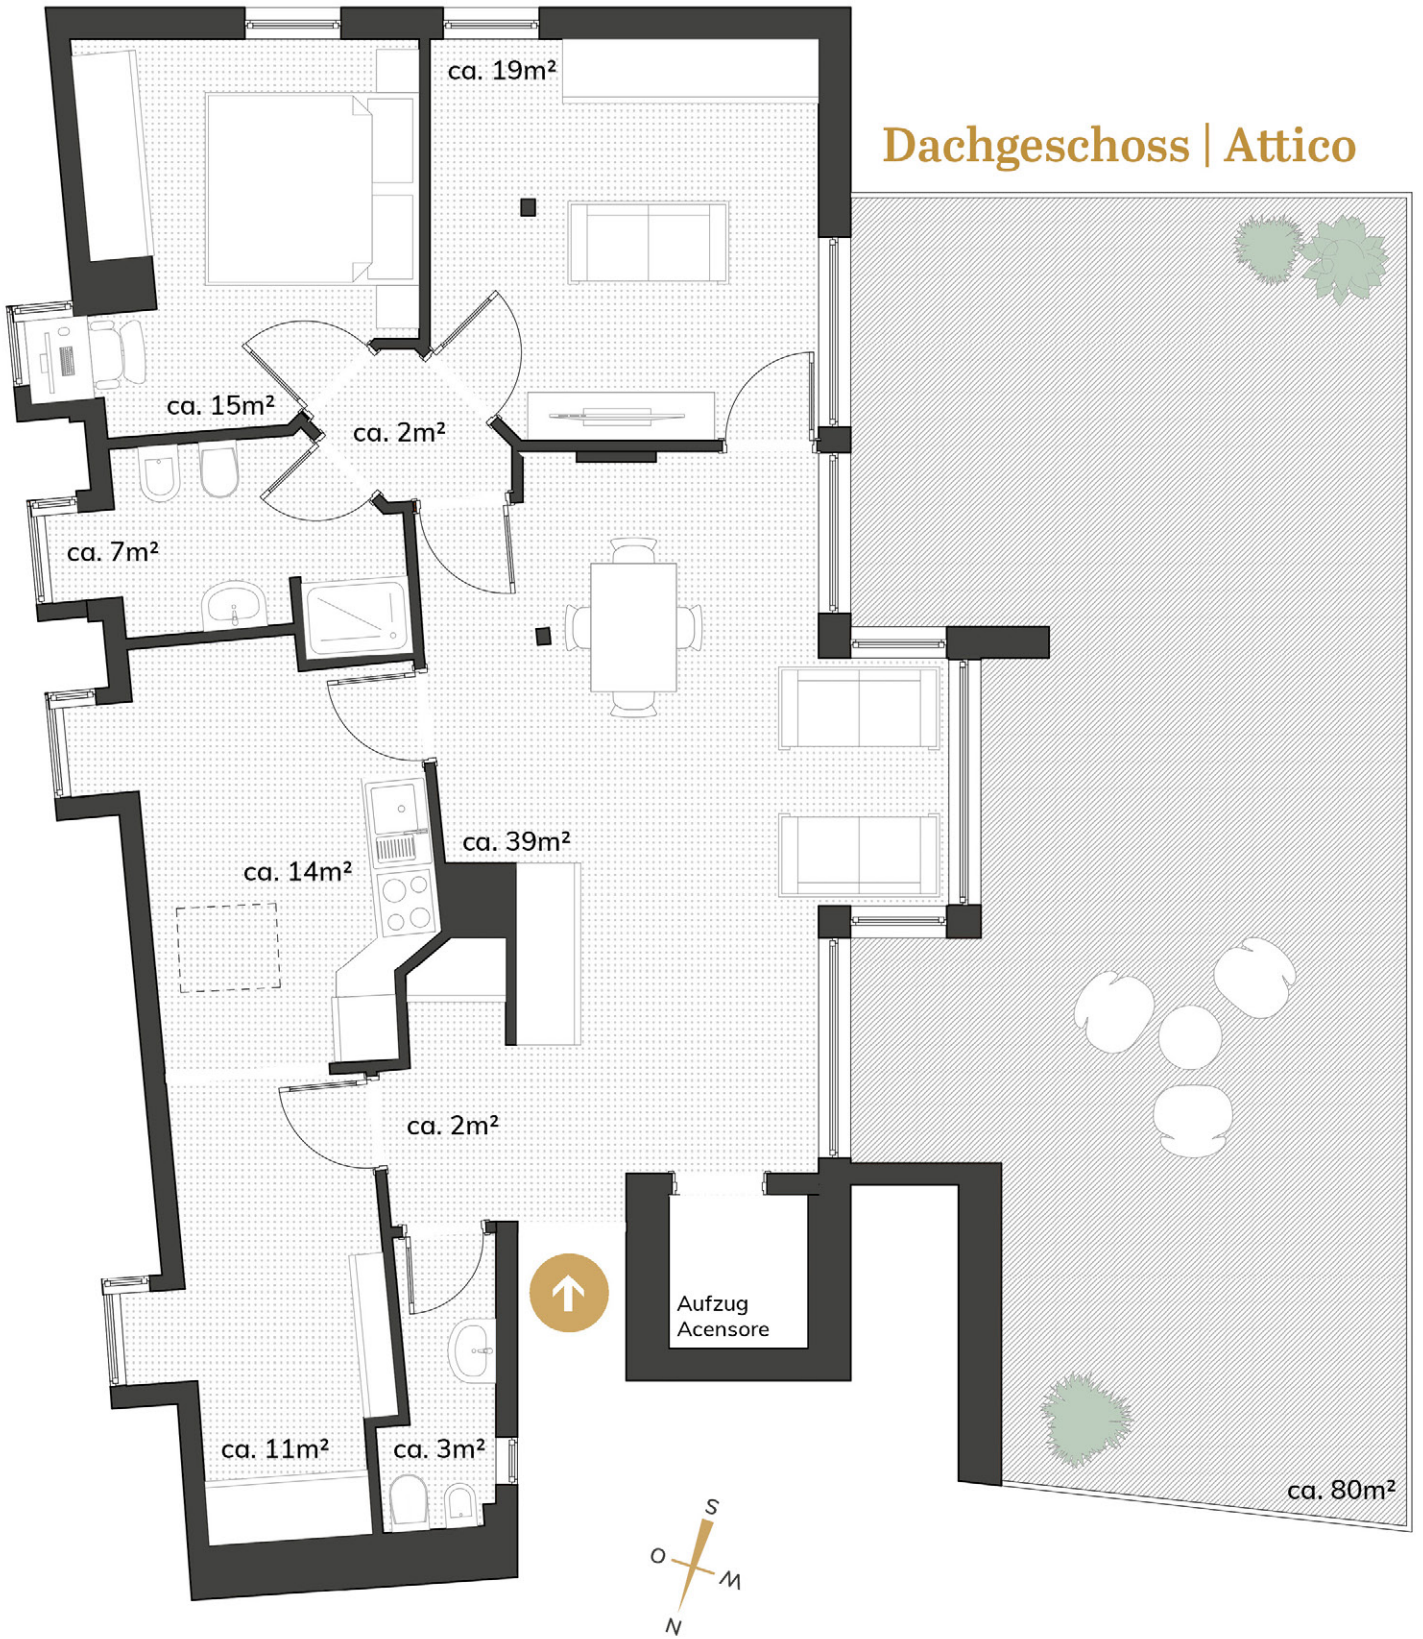 ca. 19m²
Dachgeschoss | Attico
ca. 15m²
ca. 2m²
ca. 7m²
ca. 39m²
ca. 14m²
ca. 2m²
Aufzug
Acensore
ca. 11m²
ca. 3m²
ca. 80m²
S
O
W
N